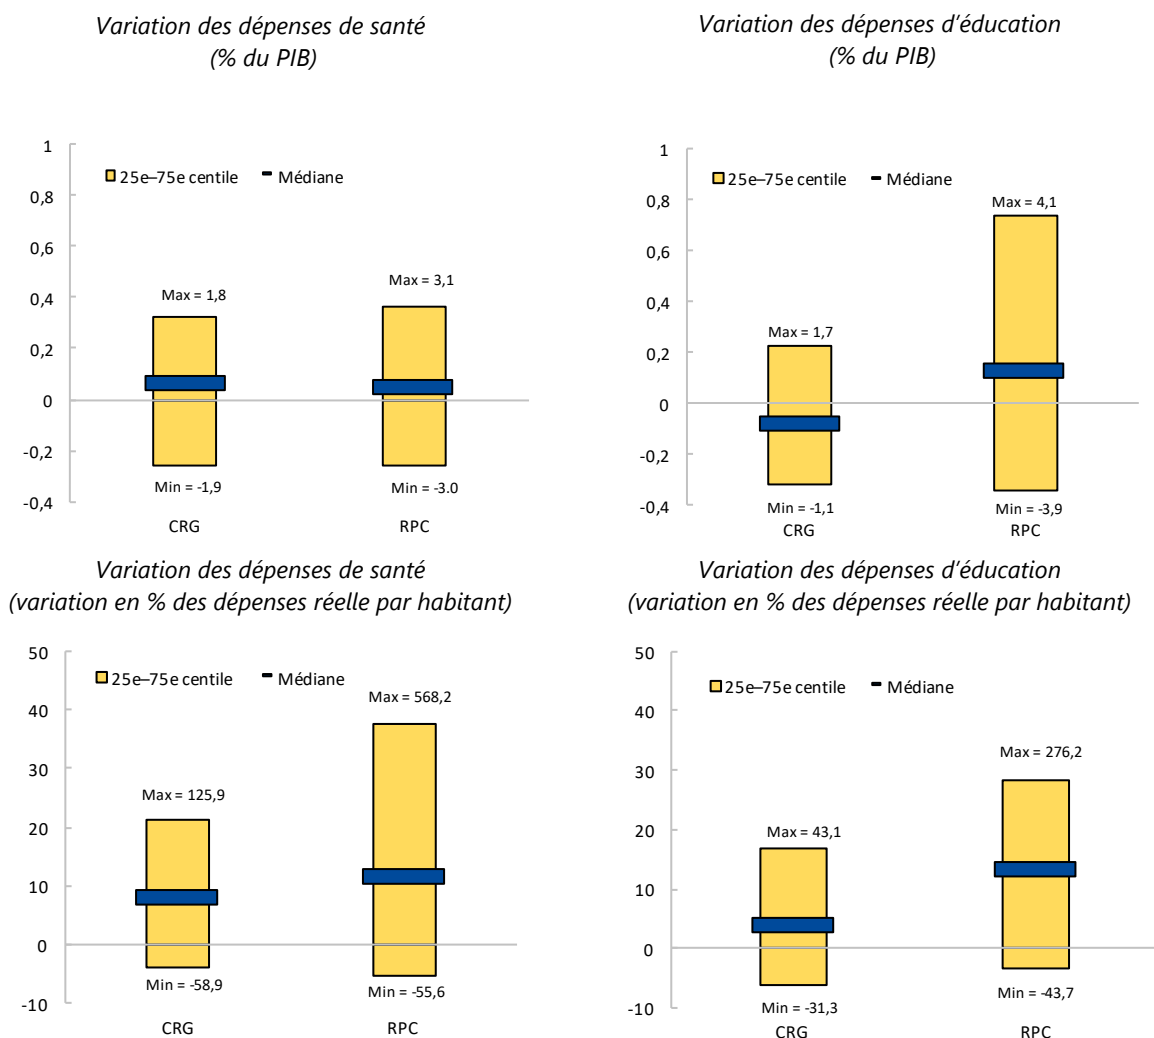 Variation des dépenses de santé
(% du PIB)
1
0,8
0,6
0,4
0,2
0
-0,2
-0,4
25e–75e centile
Médiane
Max = 1,8
Max = 3,1
Min = -1,9
Min = -3.0
CRG
RPC
Variation des dépenses d'éducation
(% du PIB)
1
0,8
0,6
0,4
0,2
0
-0,2
-0,4
25e–75e centile
Médiane
Max = 4,1
Max = 1,7
Min = -1,1
Min = -3,9
CRG
RPC
Variation des dépenses de santé
(variation en % des dépenses réelle par habitant)
50
40
30
20
10
0
-10
25e–75e centile
Médiane
Max = 568,2
Max = 125,9
Min = -58,9
Min = -55,6
CRG
RPC
Variation des dépenses d'éducation
(variation en % des dépenses réelle par habitant)
50
40
30
20
10
0
-10
25e–75e centile
Médiane
Max = 276,2
Max = 43,1
Min = -31,3
Min = -43,7
CRG
RPC